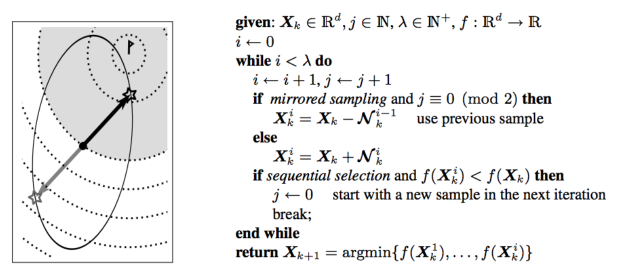 given: X_k ∈ ℝ^d, j ∈ ℕ, λ ∈ ℕ^+, f : ℝ^d → ℝ
i ← 0
while i < λ do
i ← i + 1, j ← j + 1
if mirrored sampling and j ≡ 0 (mod 2) then
X_k^i = X_k − N_k^{i−1} use previous sample
else
X_k^i = X_k + N_k^i
if sequential selection and f(X_k^i) < f(X_k) then
j ← 0 start with a new sample in the next iteration
break;
end while
return X_{k+1} = argmin{f(X_k^1), . . . , f(X_k^i)}